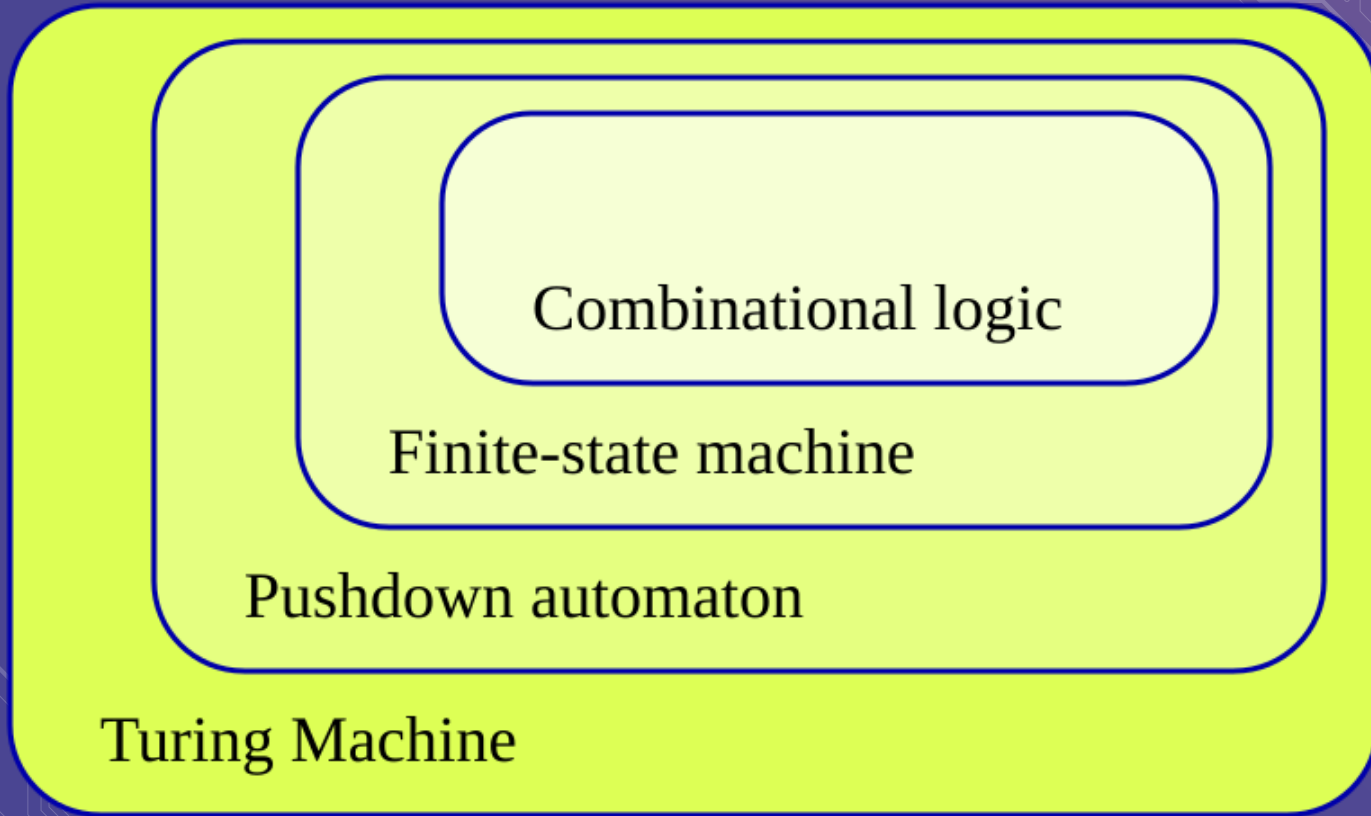 Combinational logic
Finite-state machine
Pushdown automaton
Turing Machine